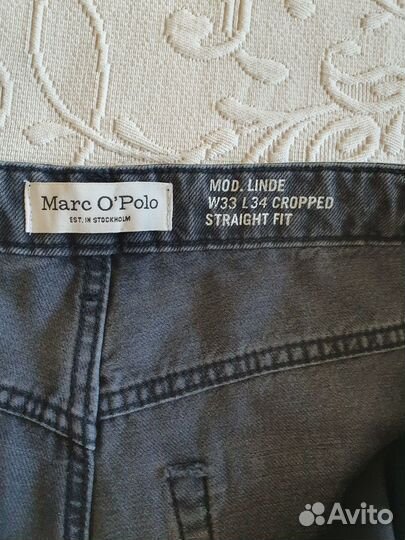 Marc O'Polo
EST. IN STOCKHOLM
MOD. LINDE
W33 L34 CROPPED
STRAIGHT FIT
Avito